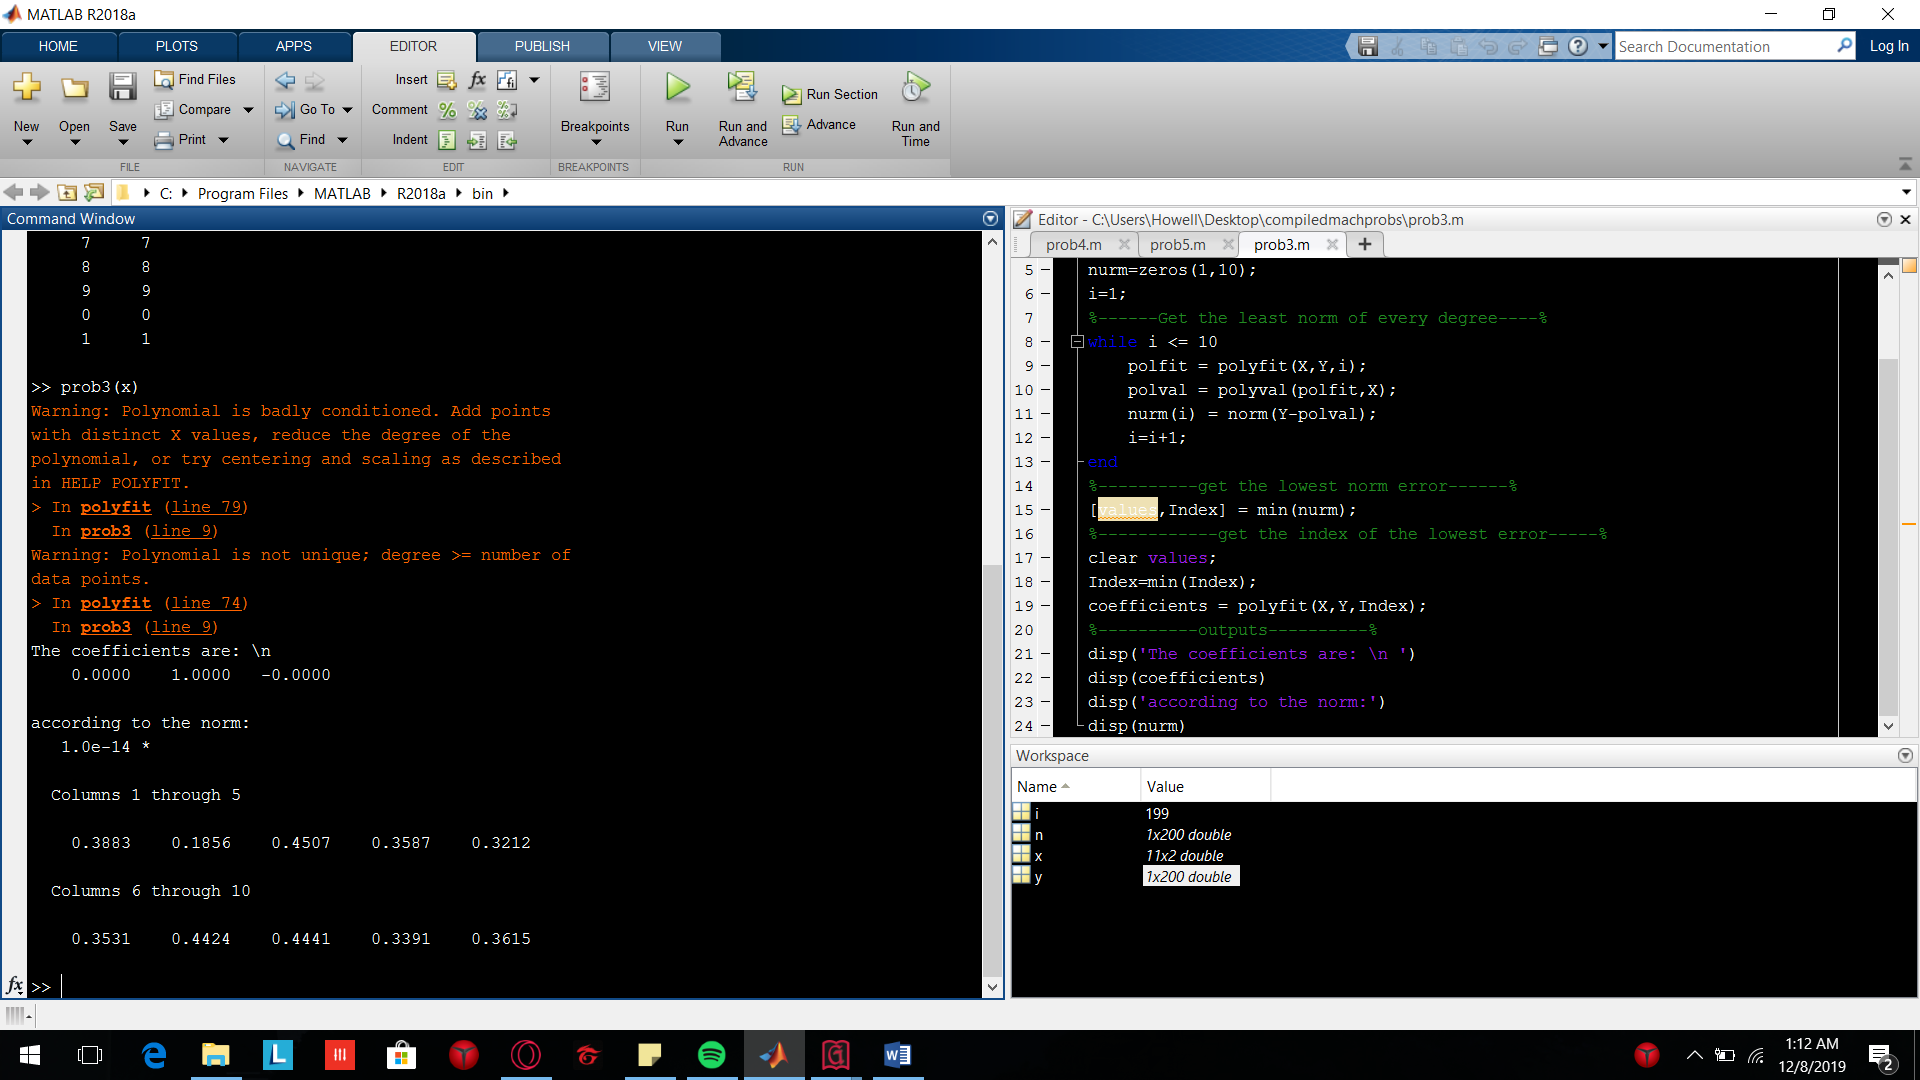 MATLAB R2018a
HOME PLOTS APPS EDITOR PUBLISH VIEW
Search Documentation
Log In
New
Open
Save
Find Files
Compare
Print
FILE
Go To
Find
NAVIGATE
Insert
Comment
Indent
EDIT
Breakpoints
BREAKPOINTS
Run
Run and
Advance
Run Section
Advance
Run and
Time
RUN
C: Program Files MATLAB R2018a bin
Command Window
7 7
8 8
9 9
0 0
1 1
>> prob3(x)
Warning: Polynomial is badly conditioned. Add points
with distinct X values, reduce the degree of the
polynomial, or try centering and scaling as described
in HELP POLYFIT.
> In polyfit (line 79)
In prob3 (line 9)
Warning: Polynomial is not unique; degree >= number of
data points.
> In polyfit (line 74)
In prob3 (line 9)
The coefficients are: \n
0.0000 1.0000 -0.0000
according to the norm:
1.0e-14 *
Columns 1 through 5
0.3883 0.1856 0.4507 0.3587 0.3212
Columns 6 through 10
0.3531 0.4424 0.4441 0.3391 0.3615
fx >>
Editor - C:\Users\Howell\Desktop\compiledmachprobs\prob3.m
prob4.m prob5.m prob3.m
5 nurm=zeros(1,10);
6 i=1;
7 %------Get the least norm of every degree----%
8 while i <= 10
9 polfit = polyfit(X,Y,i);
10 polval = polyval(polfit,X);
11 nurm(i) = norm(Y-polval);
12 i=i+1;
13 end
14 %----------get the lowest norm error------%
15 [values,Index] = min(nurm);
16 %------------get the index of the lowest error-----%
17 clear values;
18 Index=min(Index);
19 coefficients = polyfit(X,Y,Index);
20 %----------outputs----------%
21 disp('The coefficients are: \n ')
22 disp(coefficients)
23 disp('according to the norm:')
24 disp(nurm)
Workspace
Name Value
i 199
n 1x200 double
x 11x2 double
y 1x200 double
1:12 AM
12/8/2019
2